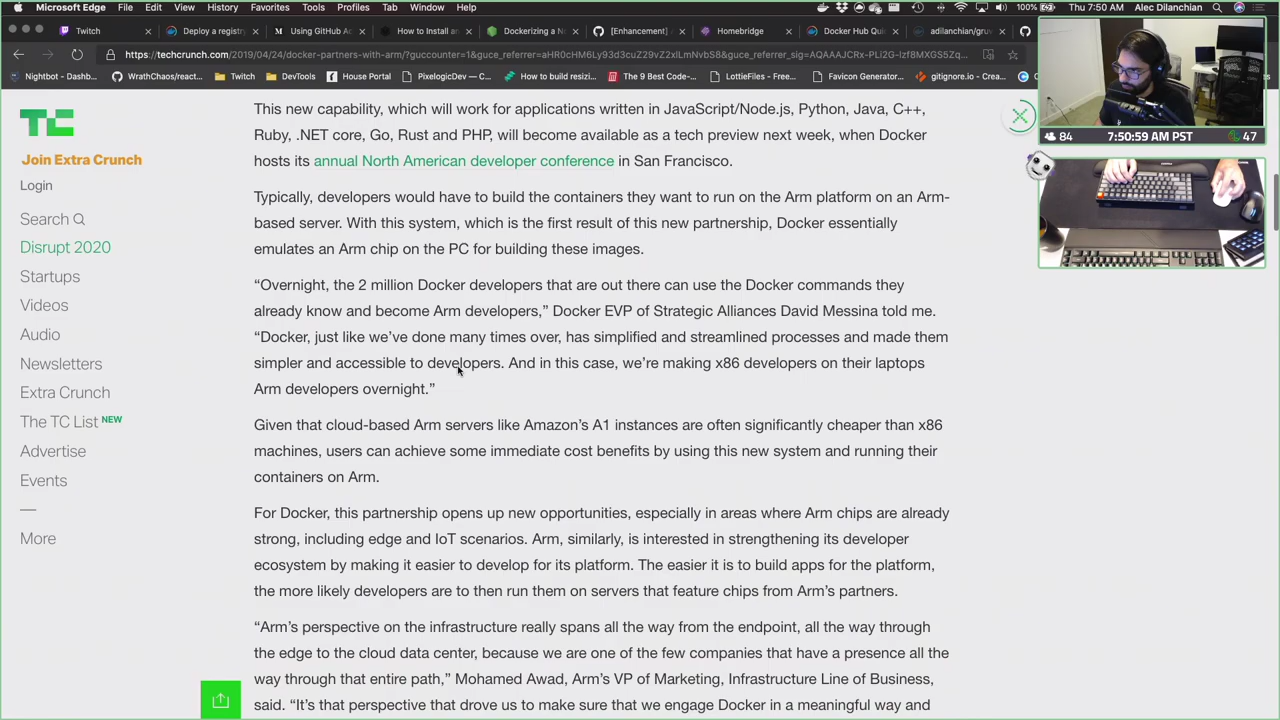 Microsoft Edge File Edit View History Favorites Tools Profiles Tab Window Help
Thu 7:50 AM Alec Dilanchian
Twitch
Deploy a registry
Using GitHub Ac
How to Install an
Dockerizing a No
[Enhancement]
Homebridge
Docker Hub Quic
adilanchian/gruv
https://techcrunch.com/2019/04/24/docker-partners-with-arm/?guccounter=1&guce_referrer=
Nightbot - Dashb...
WrathChaos/react...
Twitch
DevTools
House Portal
PixelogicDev — C...
How to build resizi...
The 9 Best Code-...
LottieFiles - Free...
Favicon Generator...
gitignore.io - Crea...
84 7:50:59 AM PST 47
TC
Join Extra Crunch
Login
Search
Disrupt 2020
Startups
Videos
Audio
Newsletters
Extra Crunch
The TC List NEW
Advertise
Events
—
More
This new capability, which will work for applications written in JavaScript/Node.js, Python, Java, C++,
Ruby, .NET core, Go, Rust and PHP, will become available as a tech preview next week, when Docker
hosts its annual North American developer conference in San Francisco.
Typically, developers would have to build the containers they want to run on the Arm platform on an Arm-
based server. With this system, which is the first result of this new partnership, Docker essentially
emulates an Arm chip on the PC for building these images.
“Overnight, the 2 million Docker developers that are out there can use the Docker commands they
already know and become Arm developers,” Docker EVP of Strategic Alliances David Messina told me.
“Docker, just like we’ve done many times over, has simplified and streamlined processes and made them
simpler and accessible to developers. And in this case, we’re making x86 developers on their laptops
Arm developers overnight.”
Given that cloud-based Arm servers like Amazon’s A1 instances are often significantly cheaper than x86
machines, users can achieve some immediate cost benefits by using this new system and running their
containers on Arm.
For Docker, this partnership opens up new opportunities, especially in areas where Arm chips are already
strong, including edge and IoT scenarios. Arm, similarly, is interested in strengthening its developer
ecosystem by making it easier to develop for its platform. The easier it is to build apps for the platform,
the more likely developers are to then run them on servers that feature chips from Arm’s partners.
“Arm’s perspective on the infrastructure really spans all the way from the endpoint, all the way through
the edge to the cloud data center, because we are one of the few companies that have a presence all the
way through that entire path,” Mohamed Awad, Arm’s VP of Marketing, Infrastructure Line of Business,
said. “It’s that perspective that drove us to make sure that we engage Docker in a meaningful way and